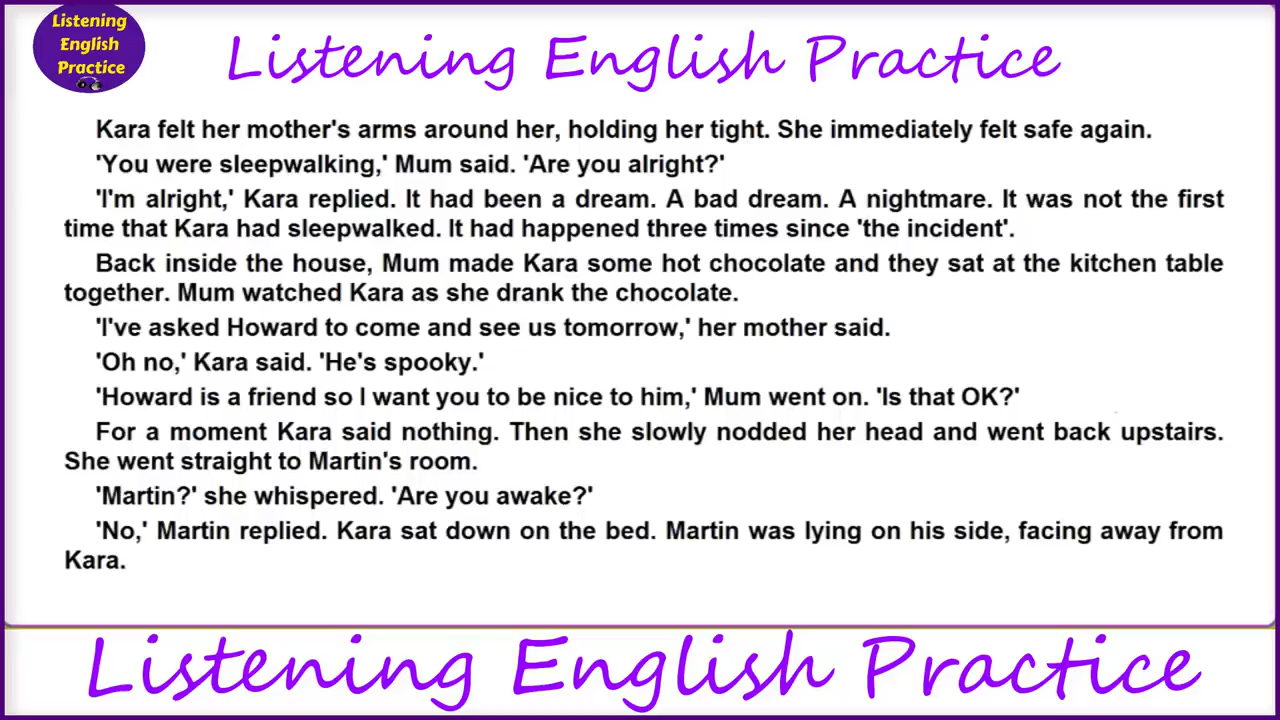 Listening
English
Practice
Listening English Practice
Kara felt her mother's arms around her, holding her tight. She immediately felt safe again.
'You were sleepwalking,' Mum said. 'Are you alright?'
'I'm alright,' Kara replied. It had been a dream. A bad dream. A nightmare. It was not the first
time that Kara had sleepwalked. It had happened three times since 'the incident'.
Back inside the house, Mum made Kara some hot chocolate and they sat at the kitchen table
together. Mum watched Kara as she drank the chocolate.
'I've asked Howard to come and see us tomorrow,' her mother said.
'Oh no,' Kara said. 'He's spooky.'
'Howard is a friend so I want you to be nice to him,' Mum went on. 'Is that OK?'
For a moment Kara said nothing. Then she slowly nodded her head and went back upstairs.
She went straight to Martin's room.
'Martin?' she whispered. 'Are you awake?'
'No,' Martin replied. Kara sat down on the bed. Martin was lying on his side, facing away from
Kara.
Listening English Practice